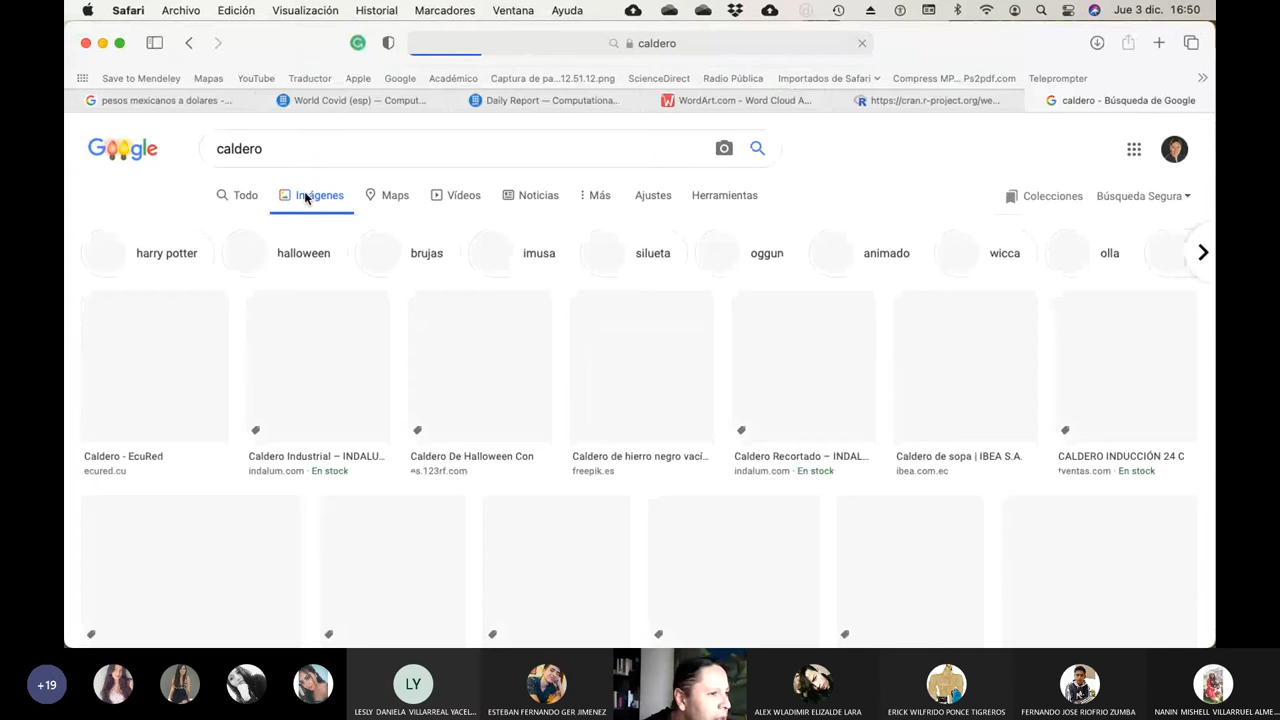 Safari Archivo Edición Visualización Historial Marcadores Ventana Ayuda Jue 3 dic. 16:50
caldero
Save to Mendeley Mapas YouTube Traductor Apple Google Académico Captura de pa...12.51.12.png ScienceDirect Radio Pública Importados de Safari Compress MP... Ps2pdf.com Teleprompter
pesos mexicanos a dolares -... World Covid (esp) — Comput... Daily Report — Computationa... WordArt.com - Word Cloud A... https://cran.r-project.org/we... caldero - Búsqueda de Google
Google caldero
Todo Imágenes Maps Vídeos Noticias Más Ajustes Herramientas Colecciones Búsqueda Segura
harry potter halloween brujas imusa silueta oggun animado wicca olla
Caldero - EcuRed Caldero Industrial – INDALU... Caldero De Halloween Con Caldero de hierro negro vací... Caldero Recortado – INDAL... Caldero de sopa | IBEA S.A. CALDERO INDUCCIÓN 24 C
ecured.cu indalum.com - En stock es.123rf.com freepik.es indalum.com - En stock ibea.com.ec tventas.com - En stock
+19 LY
LESLY DANIELA VILLARREAL YACEL... ESTEBAN FERNANDO GER JIMENEZ ALEX WLADIMIR ELIZALDE LARA ERICK WILFRIDO PONCE TIGREROS FERNANDO JOSE RIOFRIO ZUMBA NANIN MISHELL VILLARRUEL ALME...